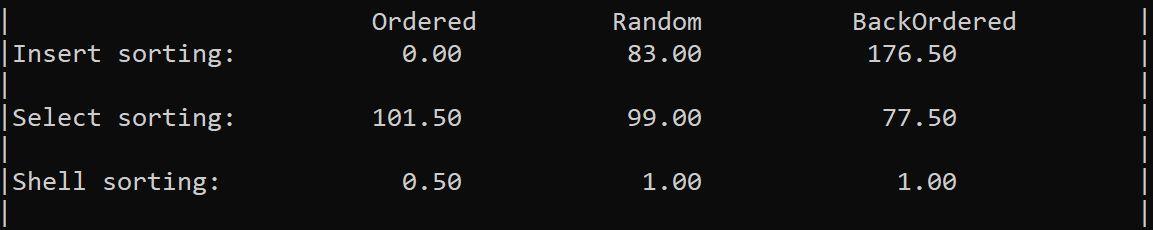 |                        Ordered         Random          BackOrdered        |
|Insert sorting:           0.00           83.00           176.50            |
|                                                                           |
|Select sorting:         101.50           99.00            77.50            |
|                                                                           |
|Shell sorting:            0.50            1.00             1.00            |
|                                                                           |